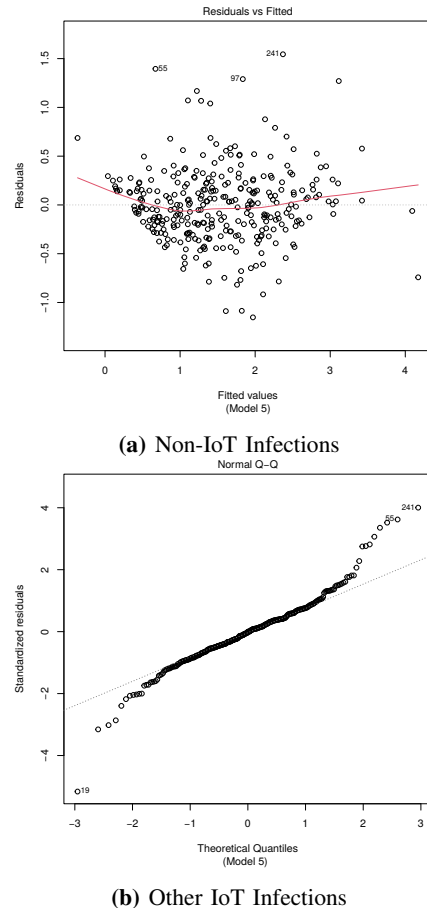 Residuals vs Fitted
1.5
1.0
0.5
0.0
-0.5
-1.0
Residuals
55
97
241
0 1 2 3 4
Fitted values
(Model 5)
(a) Non-IoT Infections
Normal Q-Q
4
2
0
-2
-4
Standardized residuals
241
55
19
-3 -2 -1 0 1 2 3
Theoretical Quantiles
(Model 5)
(b) Other IoT Infections